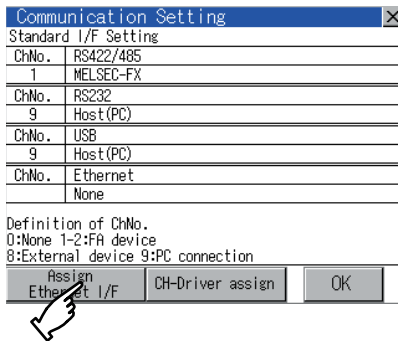 Communication Setting
Standard I/F Setting
ChNo. RS422/485
1 MELSEC-FX
ChNo. RS232
9 Host(PC)
ChNo. USB
9 Host(PC)
ChNo. Ethernet
None
Definition of ChNo.
0:None 1-2:FA device
8:External device 9:PC connection
Assign
Ethernet I/F
CH-Driver assign
OK